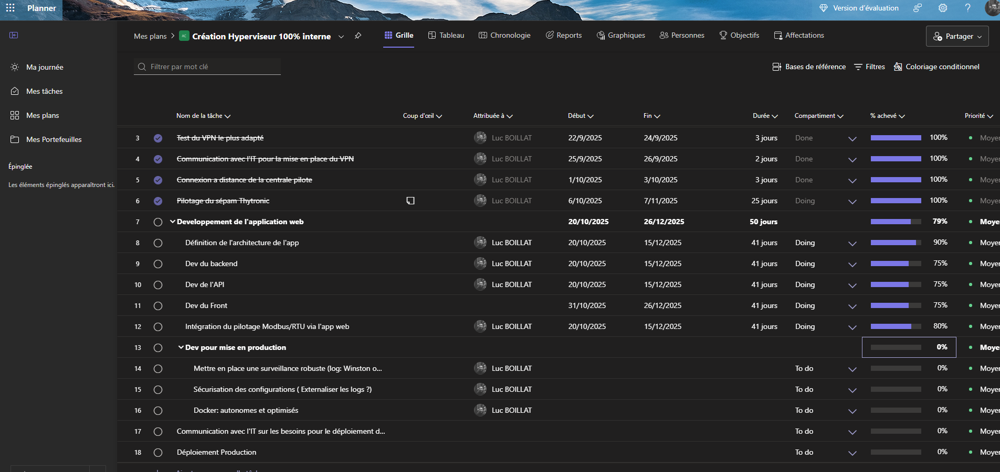 Planner
Version d'évaluation
Mes plans > AC Création Hyperviseur 100% interne
Grille Tableau Chronologie Reports Graphiques Personnes Objectifs Affectations
Partager
Ma journée
Mes tâches
Mes plans
Mes Portefeuilles
Épinglée
Les éléments épinglés apparaîtront ici.
Filtrer par mot clé
Bases de référence Filtres Coloriage conditionnel
Nom de la tâche Coup d'œil Attribuée à Début Fin Durée Compartiment % achevé Priorité
3 Test du VPN le plus adapté Luc BOILLAT 22/9/2025 24/9/2025 3 jours Done 100% Moyer
4 Communication avec l'IT pour la mise en place du VPN Luc BOILLAT 25/9/2025 26/9/2025 2 jours Done 100% Moyer
5 Connexion a distance de la centrale pilote Luc BOILLAT 1/10/2025 3/10/2025 3 jours Done 100% Moyer
6 Pilotage du sépam Thytronic Luc BOILLAT 6/10/2025 7/11/2025 25 jours Doing 100% Moyer
7 Developpement de l'application web 20/10/2025 26/12/2025 50 jours 79% Moyer
8 Définition de l'architecture de l'app Luc BOILLAT 20/10/2025 15/12/2025 41 jours Doing 90% Moyer
9 Dev du backend Luc BOILLAT 20/10/2025 15/12/2025 41 jours Doing 75% Moyer
10 Dev de l'API Luc BOILLAT 20/10/2025 15/12/2025 41 jours Doing 75% Moyer
11 Dev du Front 31/10/2025 26/12/2025 41 jours Doing 75% Moyer
12 Intégration du pilotage Modbus/RTU via l'app web Luc BOILLAT 20/10/2025 15/12/2025 41 jours Doing 80% Moyer
13 Dev pour mise en production 0% Moyer
14 Mettre en place une surveillance robuste (log: Winston o... Luc BOILLAT To do 0% Moyer
15 Sécurisation des configurations ( Externaliser les logs ?) Luc BOILLAT To do 0% Moyer
16 Docker: autonomes et optimisés Luc BOILLAT To do 0% Moyer
17 Communication avec l'IT sur les besoins pour le déploiement d... To do 0% Moyer
18 Déploiement Production To do 0% Moyer